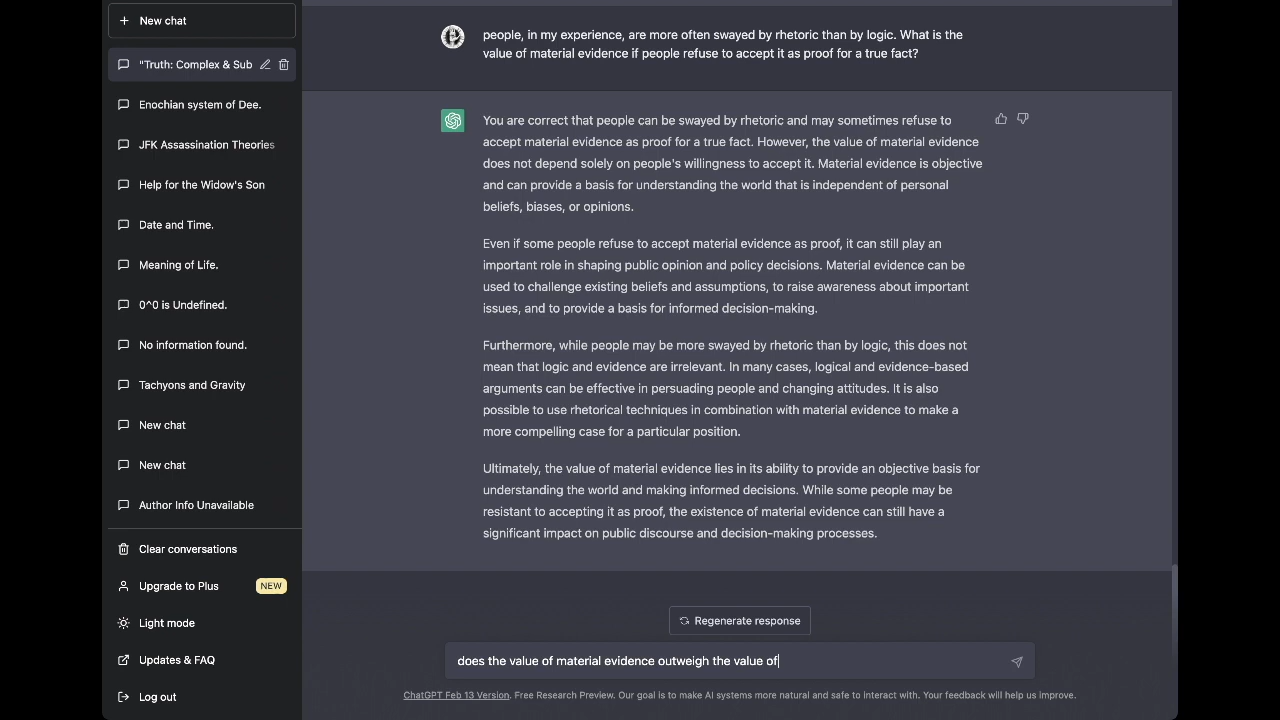 New chat
"Truth: Complex & Sub
Enochian system of Dee.
JFK Assassination Theories
Help for the Widow's Son
Date and Time.
Meaning of Life.
0^0 is Undefined.
No information found.
Tachyons and Gravity
New chat
New chat
Author Info Unavailable
Clear conversations
Upgrade to Plus NEW
Light mode
Updates & FAQ
Log out
people, in my experience, are more often swayed by rhetoric than by logic. What is the
value of material evidence if people refuse to accept it as proof for a true fact?
You are correct that people can be swayed by rhetoric and may sometimes refuse to
accept material evidence as proof for a true fact. However, the value of material evidence
does not depend solely on people's willingness to accept it. Material evidence is objective
and can provide a basis for understanding the world that is independent of personal
beliefs, biases, or opinions.
Even if some people refuse to accept material evidence as proof, it can still play an
important role in shaping public opinion and policy decisions. Material evidence can be
used to challenge existing beliefs and assumptions, to raise awareness about important
issues, and to provide a basis for informed decision-making.
Furthermore, while people may be more swayed by rhetoric than by logic, this does not
mean that logic and evidence are irrelevant. In many cases, logical and evidence-based
arguments can be effective in persuading people and changing attitudes. It is also
possible to use rhetorical techniques in combination with material evidence to make a
more compelling case for a particular position.
Ultimately, the value of material evidence lies in its ability to provide an objective basis for
understanding the world and making informed decisions. While some people may be
resistant to accepting it as proof, the existence of material evidence can still have a
significant impact on public discourse and decision-making processes.
Regenerate response
does the value of material evidence outweigh the value of
ChatGPT Feb 13 Version. Free Research Preview. Our goal is to make AI systems more natural and safe to interact with. Your feedback will help us improve.